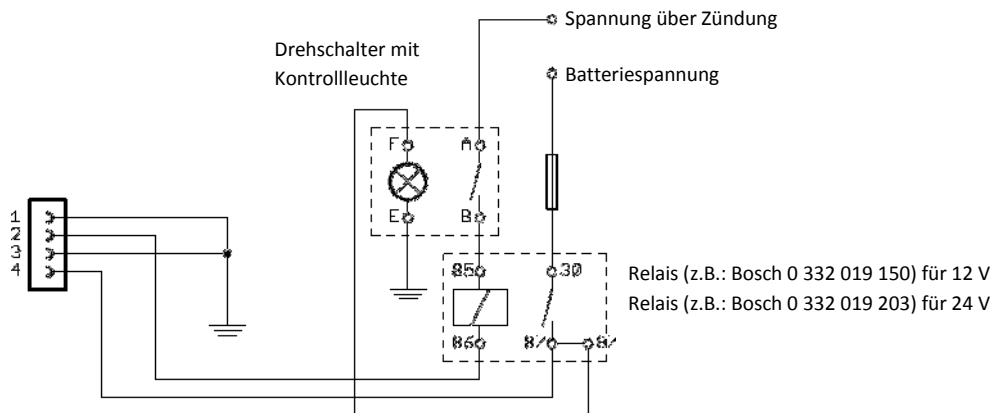 Spannung über Zündung
Drehschalter mit
Kontrollleuchte
Batteriespannung
F A
E B
1
2
3
4
85 30
Relais (z.B.: Bosch 0 332 019 150) für 12 V
Relais (z.B.: Bosch 0 332 019 203) für 24 V
86